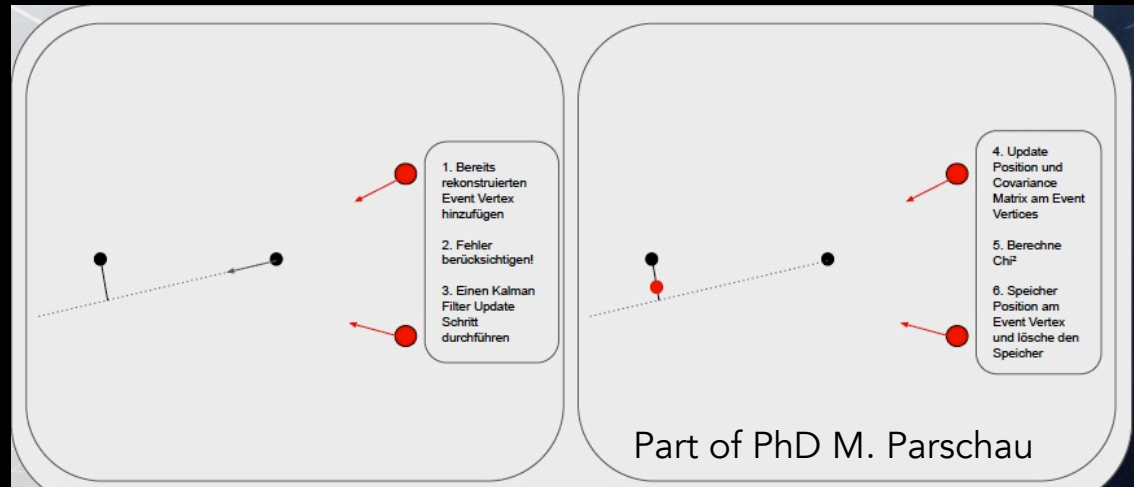 1. Bereits
rekonstruierten
Event Vertex
hinzufügen
2. Fehler
berücksichtigen!
3. Einen Kalman
Filter Update
Schritt
durchführen
4. Update
Position und
Covariance
Matrix am Event
Vertices
5. Berechne
Chi²
6. Speicher
Position am
Event Vertex
und lösche den
Speicher
Part of PhD M. Parschau